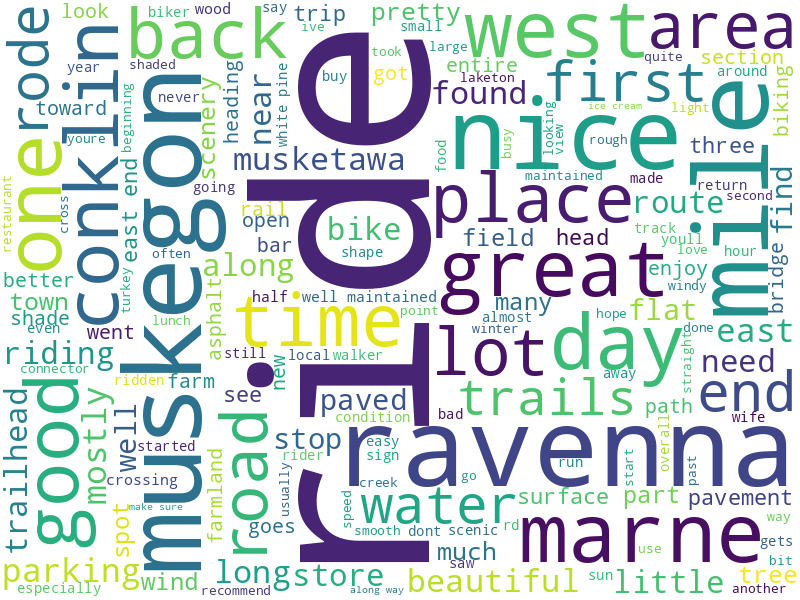 look
biker
wood
say
ive
trip
pretty
small
west
area
back
shaded
took
large
laketon
quite
section
year
got
entire
around
rode
conklin
toward
never
scenery
heading
near
buy
white pine
ride
found
first
ice cream
light
biking
youre
beginning
muskegon
musketawa
food
busy
looking
view
rough
nice
mile
three
one
restaurant
cross
east end
going
rail
open
bike
place
maintained
made
return
second
route
find
bridge
often
bar
shape
field
head
track
youll
love
hour
better
turkey
along
half
well maintained
great
enjoy
windy
town
shade
even
went
lunch
asphalt
time
point
many
almost
winter
hope
flat
done
east
riding
connector
ridden
farm
still
new
local
walker
lot
day
away
straight
need
trailhead
good
mostly
well
see
paved
condition
bad
trails
path
wife
end
started
crossing
road
stop
easy
sign
rider
ravenna
run
start
overall
past
make sure
farmland
goes
usually
creek
speed
smooth
dont
water
go
scenic
rd
surface
part
pavement
way
spot
much
saw
marne
use
gets
bit
parking
especially
wind
recommend
long
store
along way
beautiful
sun
little
tree
another